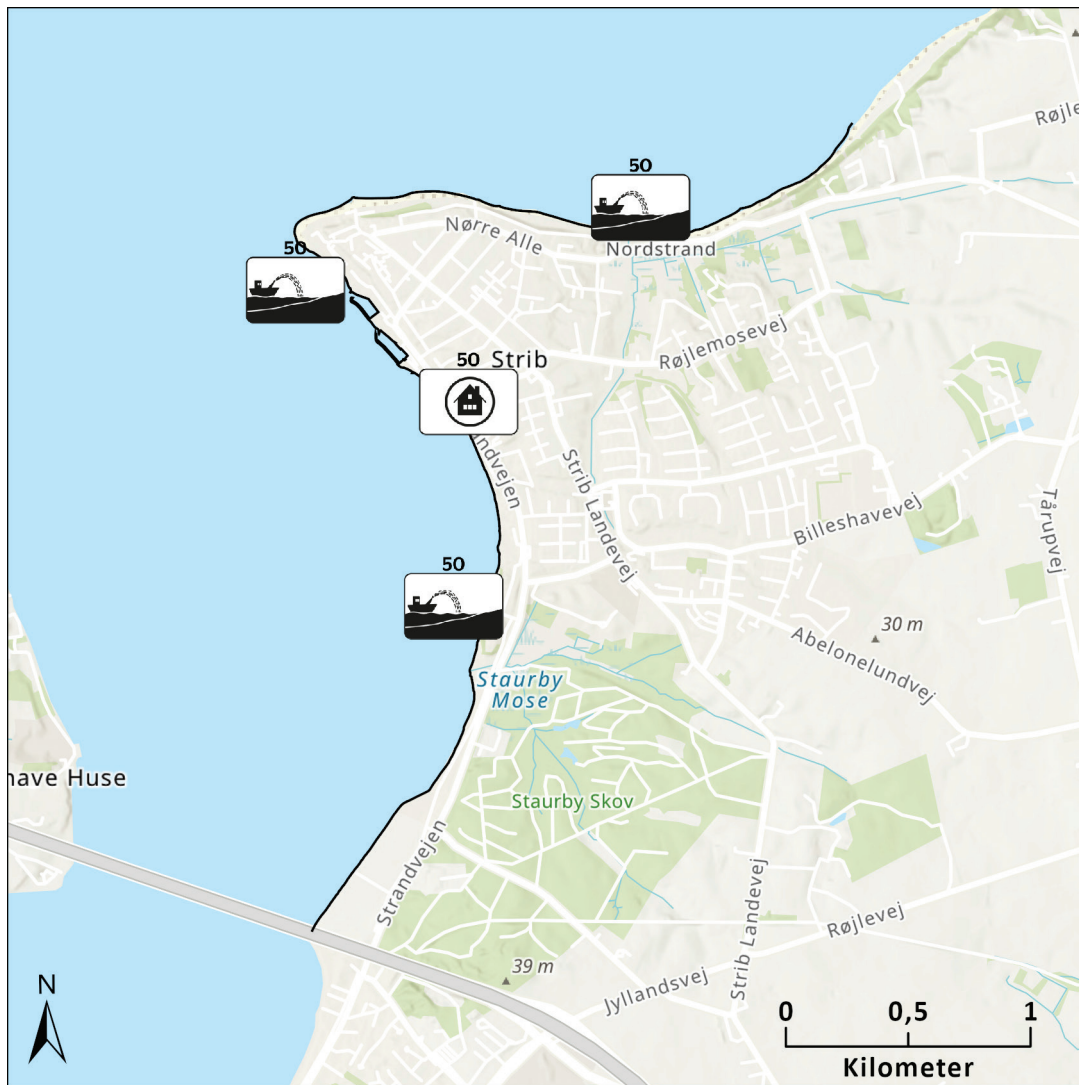 Røjle
50
Nørre Alle
Nordstrand
50
Røjlemosevej
50
Strib
ndvejen
Strib Landevej
Billeshavevej
Tårupvej
50
30 m
Abelonelundvej
Staurby
Mose
have Huse
Staurby Skov
Strandvejen
Strib Landevej
Røjlevej
39 m
Jyllandsvej
N
0
0,5
1
Kilometer